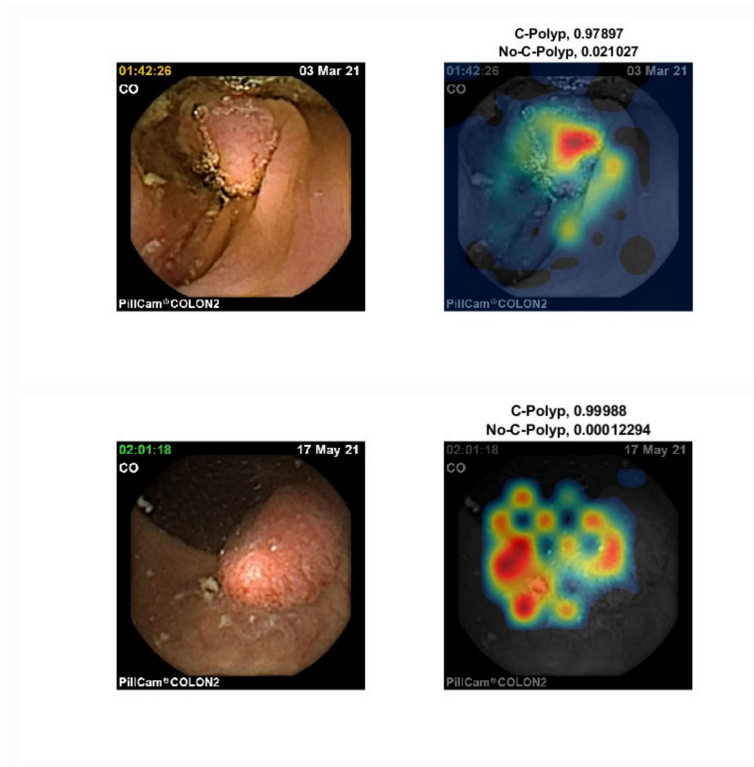 C-Polyp, 0.97897
No-C-Polyp, 0.021027
01:42:26 03 Mar 21
CO
PillCam®COLON2
01:42:26 03 Mar 21
CO
PillCam®COLON2
C-Polyp, 0.99988
No-C-Polyp, 0.00012294
02:01:18 17 May 21
CO
PillCam®COLON2
02:01:18 17 May 21
CO
PillCam®COLON2